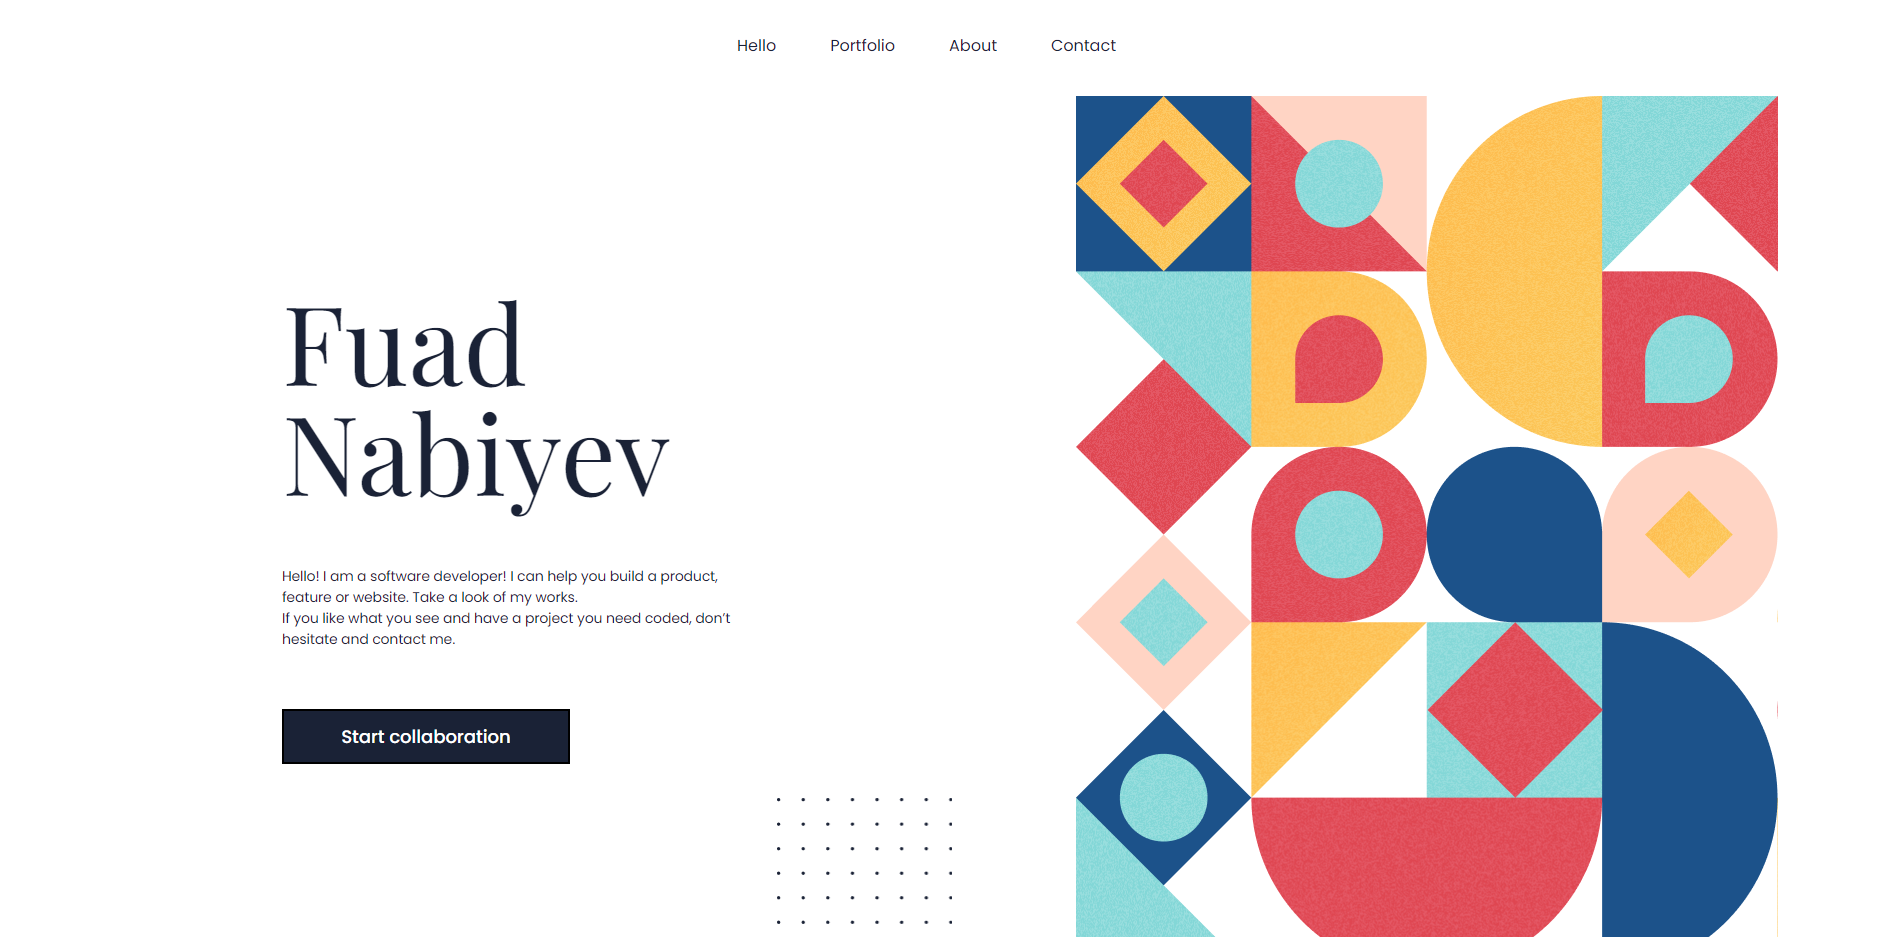 Hello Portfolio About Contact
Fuad
Nabiyev
Hello! I am a software developer! I can help you build a product,
feature or website. Take a look of my works.
If you like what you see and have a project you need coded, don’t
hesitate and contact me.
Start collaboration